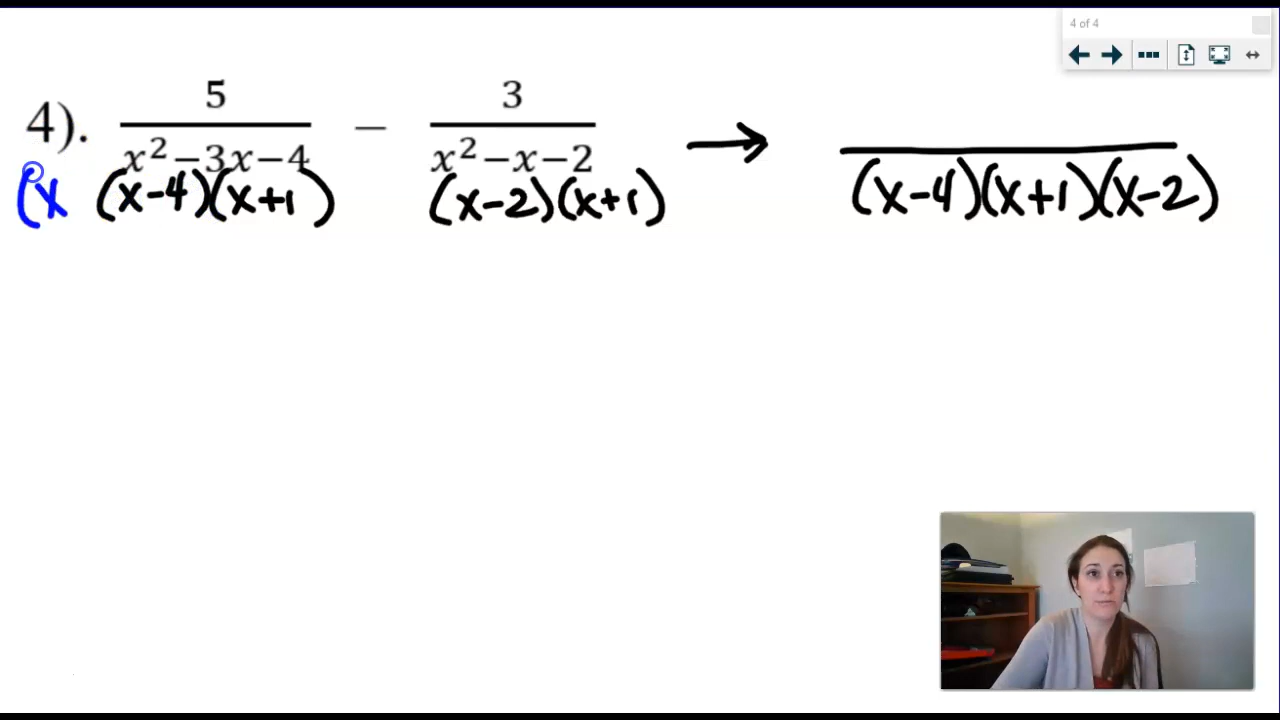 4 of 4
4). 5/(x² − 3x − 4) − 3/(x² − x − 2) → 
(x (x-4)(x+1) (x-2)(x+1) (x-4)(x+1)(x-2)